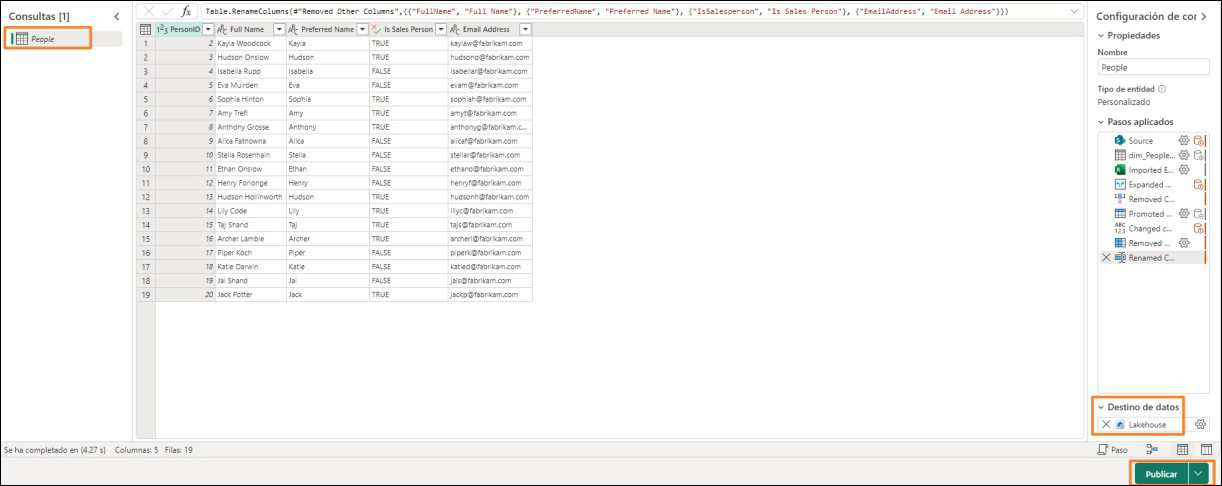 Consultas [1]
People
fx
Table.RenameColumns(#"Removed Other Columns",{{"FullName", "Full Name"}, {"PreferredName", "Preferred Name"}, {"IsSalesperson", "Is Sales Person"}, {"EmailAddress", "Email Address"}})
1²3 PersonID ABC Full Name ABC Preferred Name Is Sales Person ABC Email Address
1 2 Kayla Woodcock Kayla TRUE kaylaw@fabrikam.com
2 3 Hudson Onslow Hudson TRUE hudsono@fabrikam.com
3 4 Isabella Rupp Isabella FALSE isabellar@fabrikam.com
4 5 Eva Muirden Eva FALSE evam@fabrikam.com
5 6 Sophia Hinton Sophia TRUE sophiah@fabrikam.com
6 7 Amy Trefl Amy TRUE amyt@fabrikam.com
7 8 Anthony Grosse Anthony TRUE anthonyg@fabrikam.c...
8 9 Alica Fatnowna Alica FALSE alicaf@fabrikam.com
9 10 Stella Rosenhain Stella FALSE stellar@fabrikam.com
10 11 Ethan Onslow Ethan FALSE ethano@fabrikam.com
11 12 Henry Forlonge Henry FALSE henryf@fabrikam.com
12 13 Hudson Hollinworth Hudson TRUE hudsonh@fabrikam.com
13 14 Lily Code Lily TRUE lilyc@fabrikam.com
14 15 Taj Shand Taj TRUE tajs@fabrikam.com
15 16 Archer Lamble Archer TRUE archerl@fabrikam.com
16 17 Piper Koch Piper FALSE piperk@fabrikam.com
17 18 Katie Darwin Katie FALSE katied@fabrikam.com
18 19 Jai Shand Jai FALSE jais@fabrikam.com
19 20 Jack Potter Jack TRUE jackp@fabrikam.com
Configuración de cor
Propiedades
Nombre
People
Tipo de entidad
Personalizado
Pasos aplicados
Source
dim_People...
Imported E...
Expanded ...
Removed C...
Promoted ...
ABC 123 Changed c...
Removed ...
Renamed C...
Destino de datos
Lakehouse
Se ha completado en (4.27 s) Columnas: 5 Filas: 19
Paso
Publicar